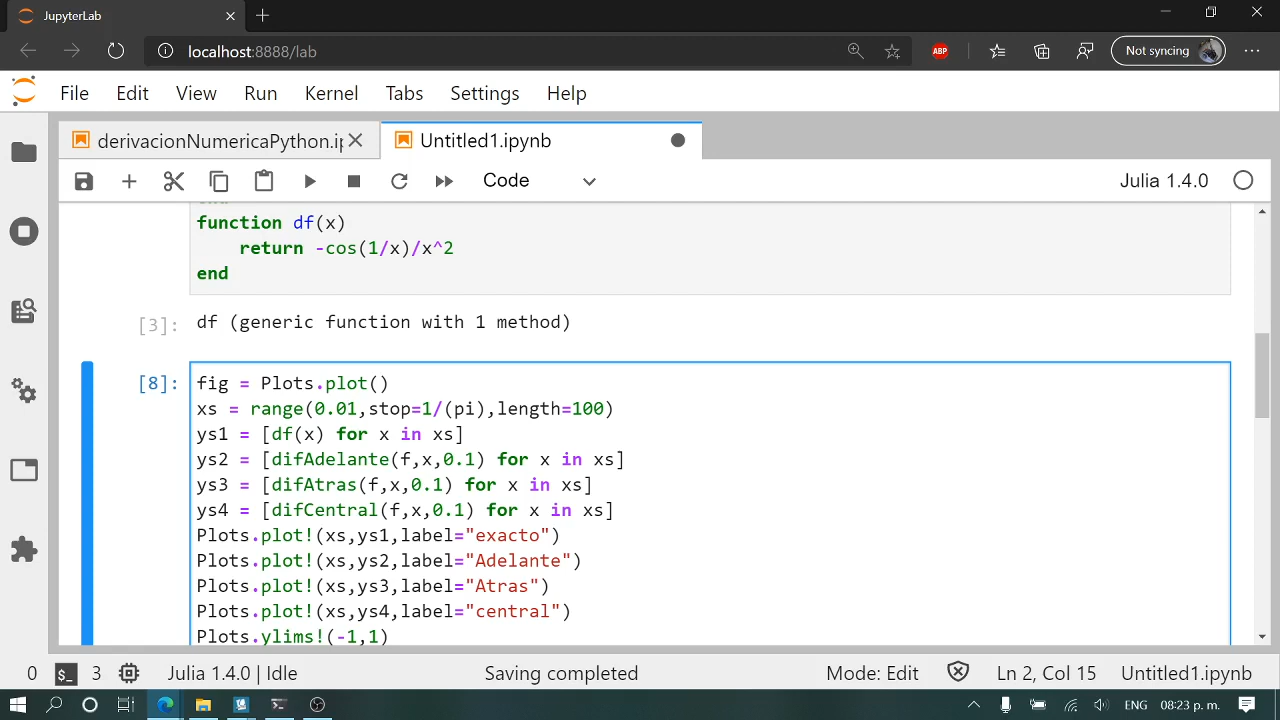 JupyterLab
localhost:8888/lab
ABP
Not syncing
File Edit View Run Kernel Tabs Settings Help
derivacionNumericaPython.ip
Untitled1.ipynb
Code
Julia 1.4.0
function df(x)
return -cos(1/x)/x^2
end
[3]: df (generic function with 1 method)
[8]: fig = Plots.plot()
xs = range(0.01,stop=1/(pi),length=100)
ys1 = [df(x) for x in xs]
ys2 = [difAdelante(f,x,0.1) for x in xs]
ys3 = [difAtras(f,x,0.1) for x in xs]
ys4 = [difCentral(f,x,0.1) for x in xs]
Plots.plot!(xs,ys1,label="exacto")
Plots.plot!(xs,ys2,label="Adelante")
Plots.plot!(xs,ys3,label="Atras")
Plots.plot!(xs,ys4,label="central")
Plots.ylims!(-1,1)
0 $_ 3 Julia 1.4.0 | Idle Saving completed Mode: Edit Ln 2, Col 15 Untitled1.ipynb
ENG 08:23 p. m.